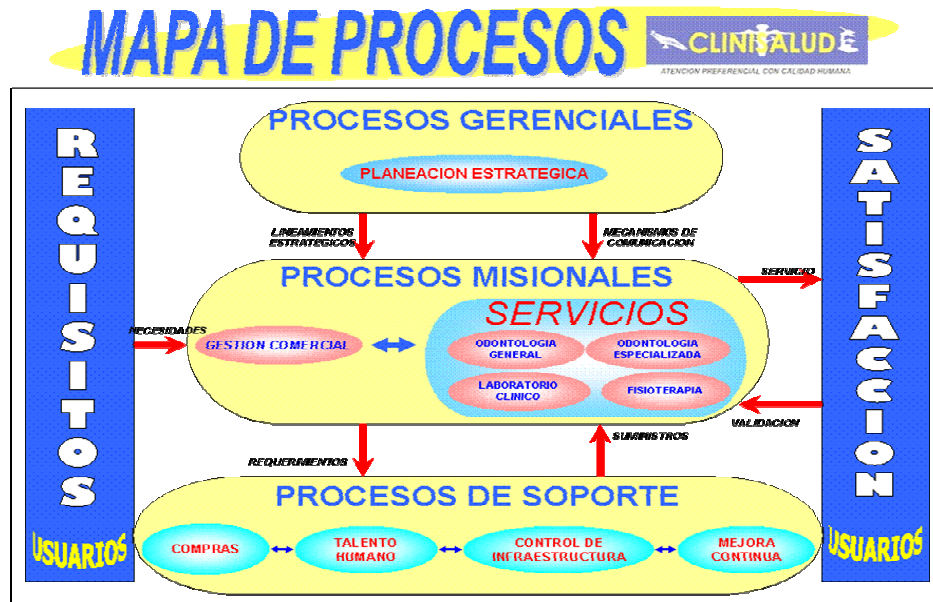 MAPA DE PROCESOS
CLINISALUD
ATENCION PREFERENCIAL CON CALIDAD HUMANA
REQUISITOS
USUARIOS
PROCESOS GERENCIALES
PLANEACION ESTRATEGICA
LINEAMIENTOS
ESTRATEGICOS
MECANISMOS DE
COMUNICACION
PROCESOS MISIONALES
NECESIDADES
GESTION COMERCIAL
SERVICIOS
ODONTOLOGIA
GENERAL
ODONTOLOGIA
ESPECIALIZADA
LABORATORIO
CLINICO
FISIOTERAPIA
SERVICIO
VALIDACION
REQUERIMIENTOS
SUMINISTROS
PROCESOS DE SOPORTE
COMPRAS
TALENTO
HUMANO
CONTROL DE
INFRAESTRUCTURA
MEJORA
CONTINUA
SATISFACCION
USUARIOS